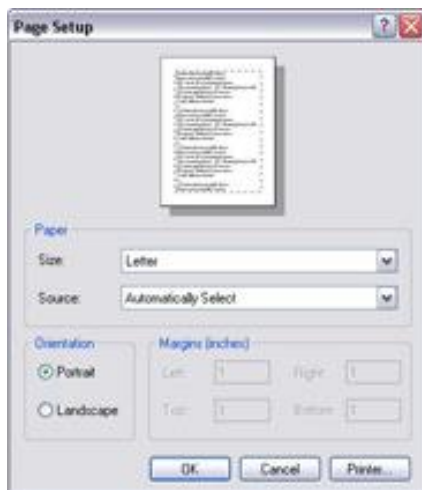 Page Setup
Paper
Size: Letter
Source: Automatically Select
Orientation
Portrait
Landscape
Margins (inches)
Left: 1 Right: 1
Top: 1 Bottom: 1
OK Cancel Printer...